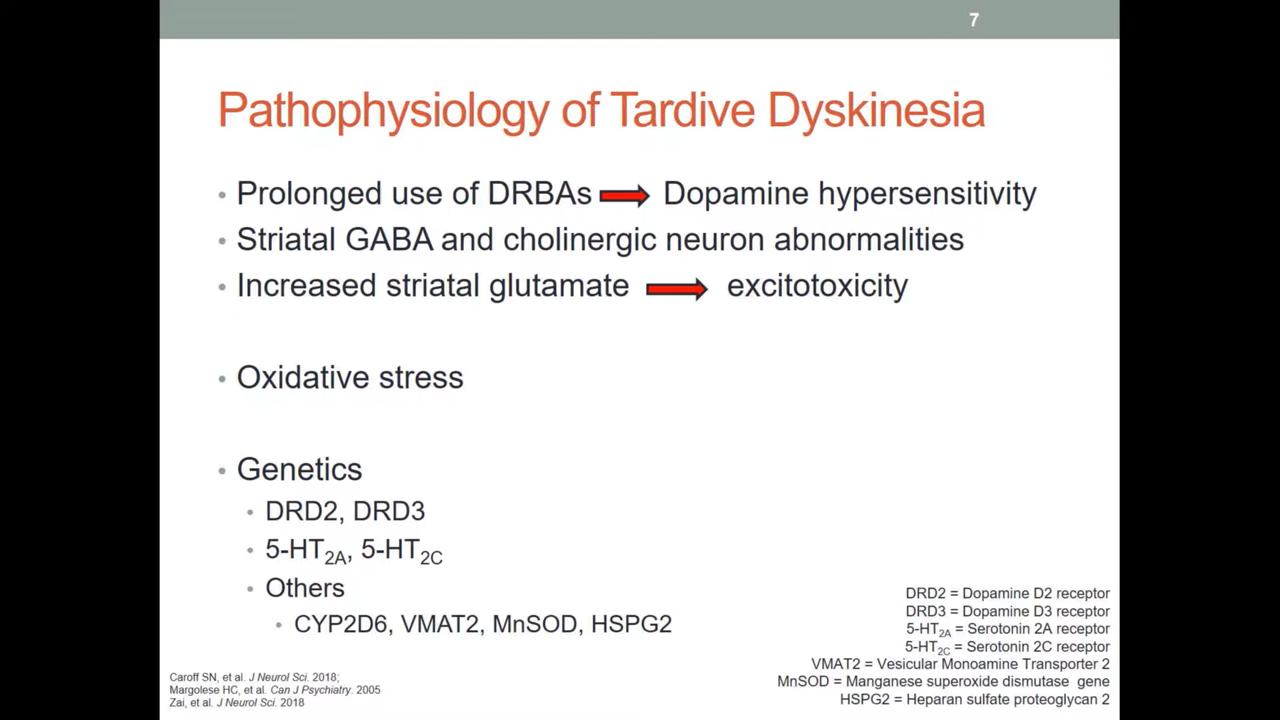 7
Pathophysiology of Tardive Dyskinesia
• Prolonged use of DRBAs Dopamine hypersensitivity
• Striatal GABA and cholinergic neuron abnormalities
• Increased striatal glutamate excitotoxicity
• Oxidative stress
• Genetics
• DRD2, DRD3
• 5-HT2A, 5-HT2C
• Others
• CYP2D6, VMAT2, MnSOD, HSPG2
DRD2 = Dopamine D2 receptor
DRD3 = Dopamine D3 receptor
5-HT2A = Serotonin 2A receptor
5-HT2C = Serotonin 2C receptor
VMAT2 = Vesicular Monoamine Transporter 2
MnSOD = Manganese superoxide dismutase gene
HSPG2 = Heparan sulfate proteoglycan 2
Caroff SN, et al. J Neurol Sci. 2018;
Margolese HC, et al. Can J Psychiatry. 2005
Zai, et al. J Neurol Sci. 2018